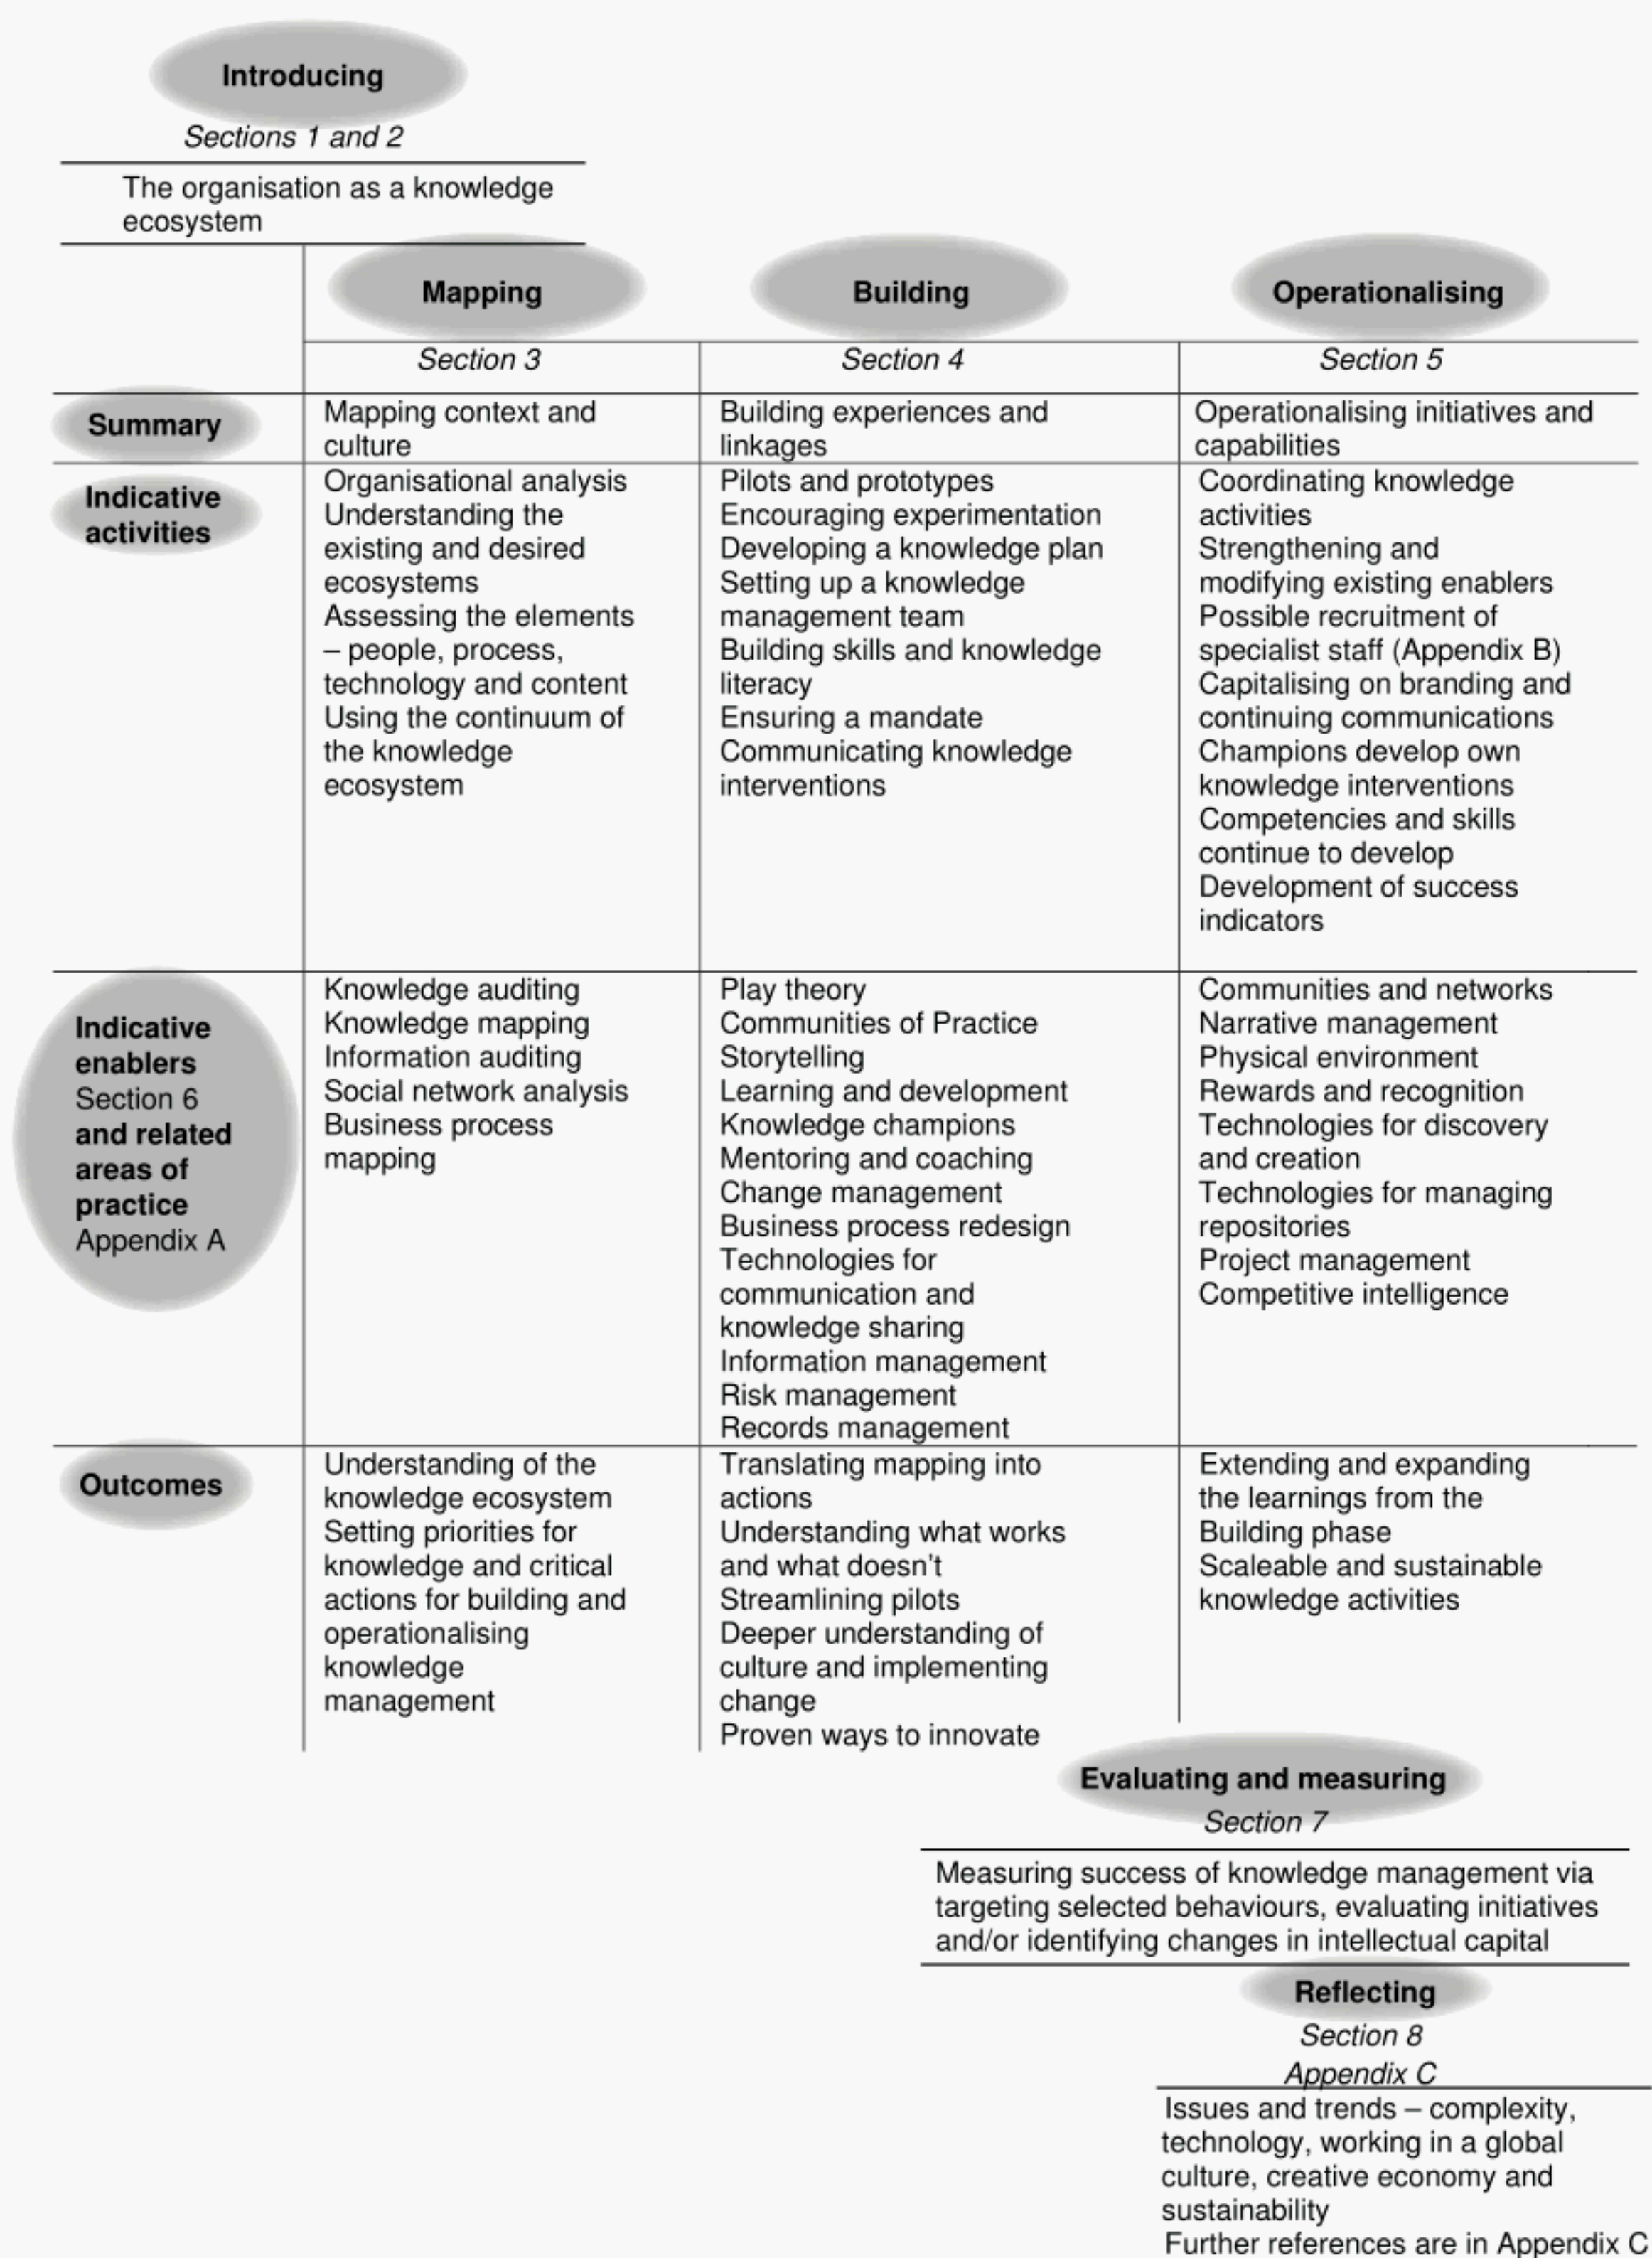 Introducing
Sections 1 and 2
The organisation as a knowledge
ecosystem
Mapping
Building
Operationalising
Section 3
Section 4
Section 5
Summary
Mapping context and
culture
Building experiences and
linkages
Operationalising initiatives and
capabilities
Indicative
activities
Organisational analysis
Understanding the
existing and desired
ecosystems
Assessing the elements
– people, process,
technology and content
Using the continuum of
the knowledge
ecosystem
Pilots and prototypes
Encouraging experimentation
Developing a knowledge plan
Setting up a knowledge
management team
Building skills and knowledge
literacy
Ensuring a mandate
Communicating knowledge
interventions
Coordinating knowledge
activities
Strengthening and
modifying existing enablers
Possible recruitment of
specialist staff (Appendix B)
Capitalising on branding and
continuing communications
Champions develop own
knowledge interventions
Competencies and skills
continue to develop
Development of success
indicators
Indicative
enablers
Section 6
and related
areas of
practice
Appendix A
Knowledge auditing
Knowledge mapping
Information auditing
Social network analysis
Business process
mapping
Play theory
Communities of Practice
Storytelling
Learning and development
Knowledge champions
Mentoring and coaching
Change management
Business process redesign
Technologies for
communication and
knowledge sharing
Information management
Risk management
Records management
Communities and networks
Narrative management
Physical environment
Rewards and recognition
Technologies for discovery
and creation
Technologies for managing
repositories
Project management
Competitive intelligence
Outcomes
Understanding of the
knowledge ecosystem
Setting priorities for
knowledge and critical
actions for building and
operationalising
knowledge
management
Translating mapping into
actions
Understanding what works
and what doesn't
Streamlining pilots
Deeper understanding of
culture and implementing
change
Proven ways to innovate
Extending and expanding
the learnings from the
Building phase
Scaleable and sustainable
knowledge activities
Evaluating and measuring
Section 7
Measuring success of knowledge management via
targeting selected behaviours, evaluating initiatives
and/or identifying changes in intellectual capital
Reflecting
Section 8
Appendix C
Issues and trends – complexity,
technology, working in a global
culture, creative economy and
sustainability
Further references are in Appendix C